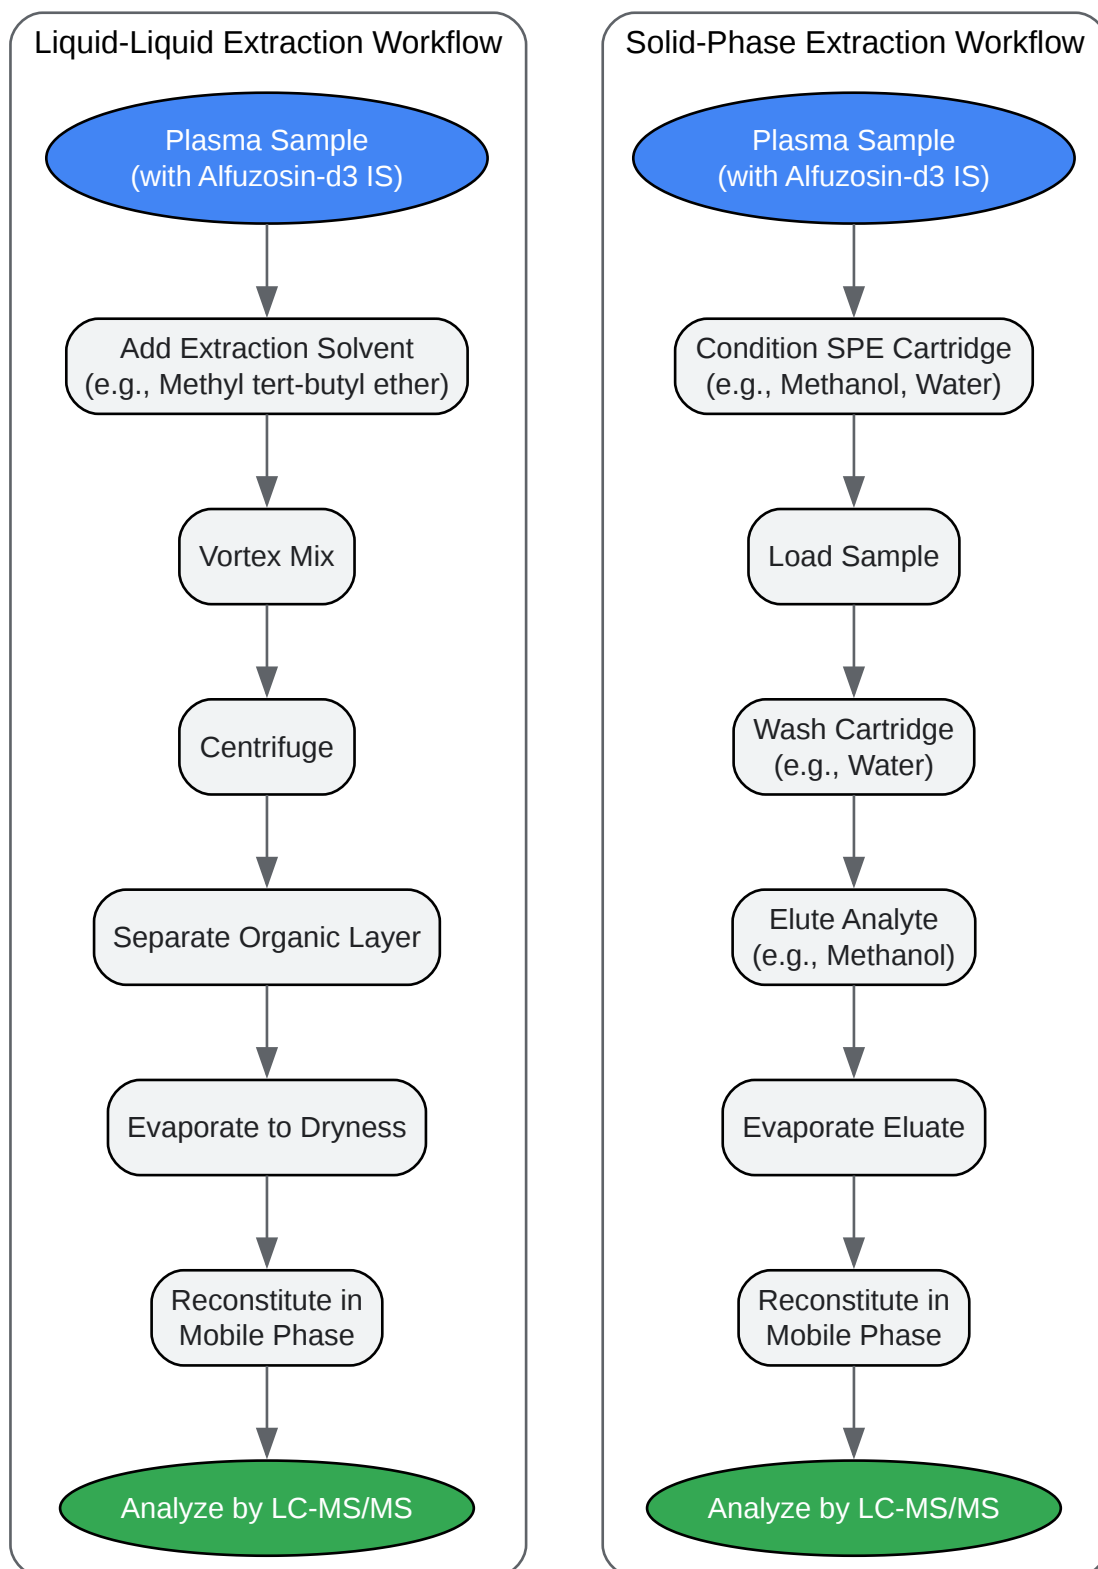 Liquid-Liquid Extraction Workflow
Plasma Sample
(with Alfuzosin-d3 IS)
Add Extraction Solvent
(e.g., Methyl tert-butyl ether)
Vortex Mix
Centrifuge
Separate Organic Layer
Evaporate to Dryness
Reconstitute in
Mobile Phase
Analyze by LC-MS/MS
Solid-Phase Extraction Workflow
Plasma Sample
(with Alfuzosin-d3 IS)
Condition SPE Cartridge
(e.g., Methanol, Water)
Load Sample
Wash Cartridge
(e.g., Water)
Elute Analyte
(e.g., Methanol)
Evaporate Eluate
Reconstitute in
Mobile Phase
Analyze by LC-MS/MS